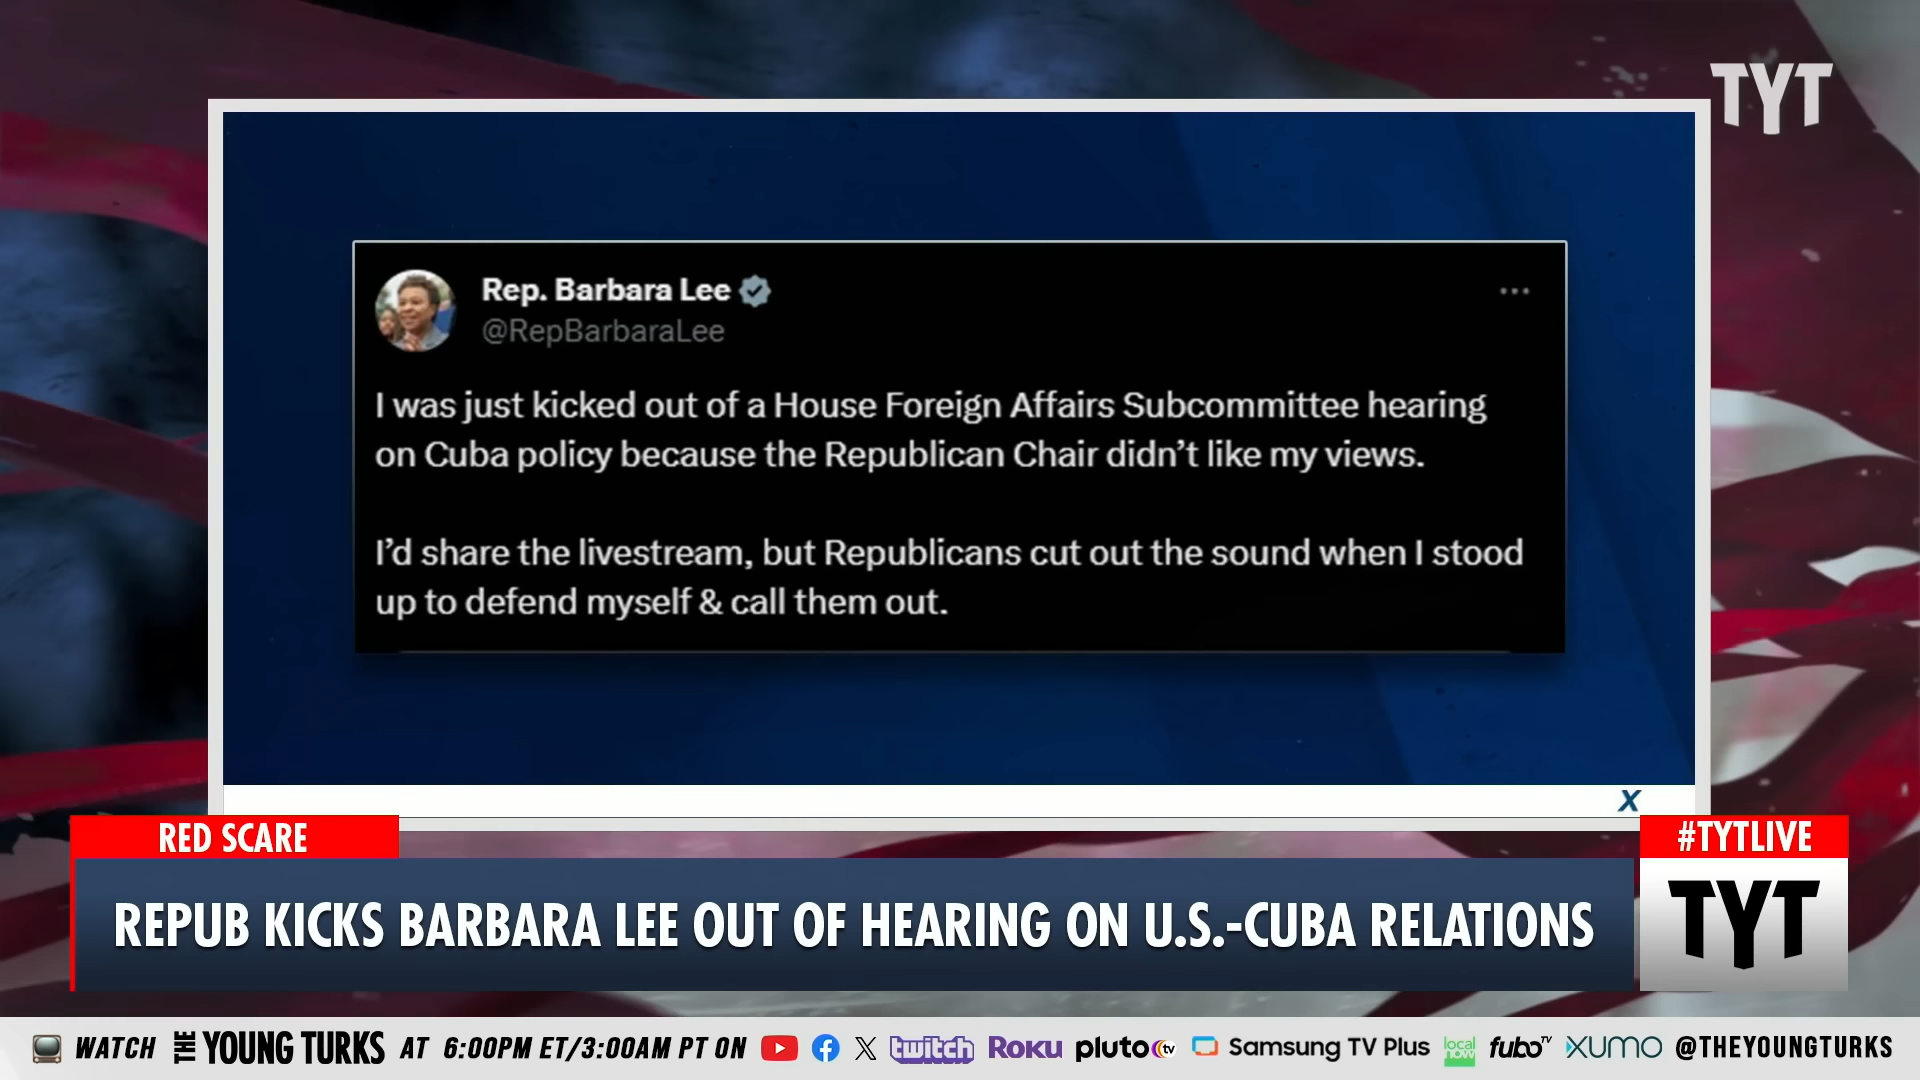 TYT
Rep. Barbara Lee
@RepBarbaraLee
I was just kicked out of a House Foreign Affairs Subcommittee hearing
on Cuba policy because the Republican Chair didn't like my views.
I'd share the livestream, but Republicans cut out the sound when I stood
up to defend myself & call them out.
X
RED SCARE
#TYTLIVE
REPUB KICKS BARBARA LEE OUT OF HEARING ON U.S.-CUBA RELATIONS
TYT
WATCH THE YOUNG TURKS AT 6:00PM ET/3:00AM PT ON twitch ROKU pluto tv SAMSUNG TV Plus local now fubo TV XUMO @THEYOUNGTURKS